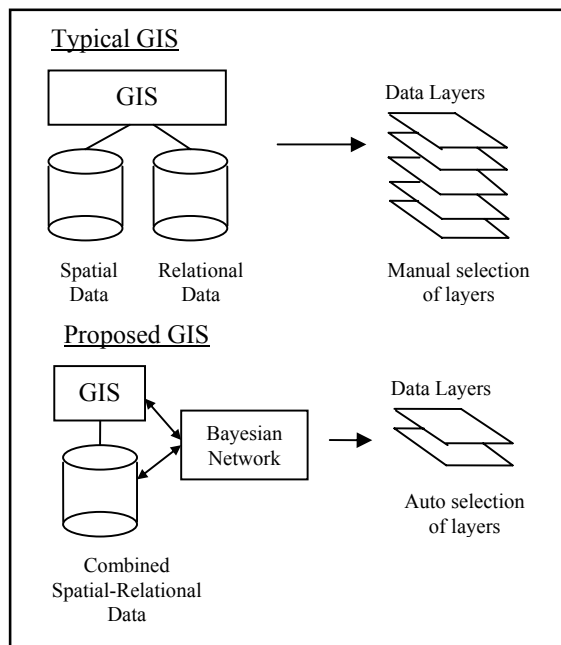 Typical GIS
GIS
Data Layers
Spatial
Data
Relational
Data
Manual selection
of layers
Proposed GIS
GIS
Bayesian
Network
Data Layers
Auto selection
of layers
Combined
Spatial-Relational
Data